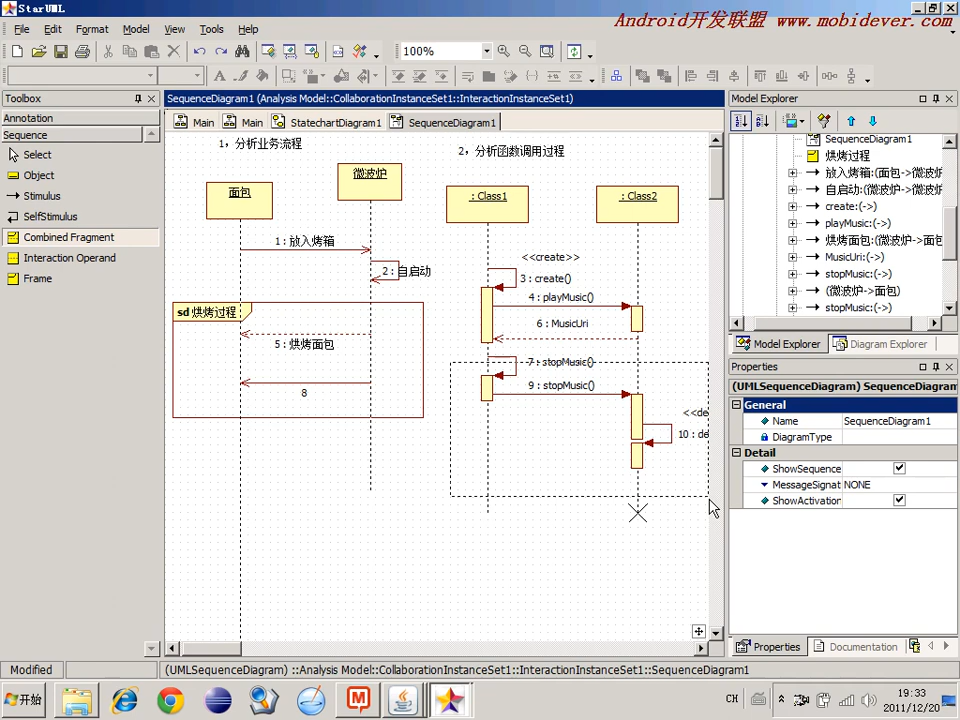 StarUML
Android开发联盟 www.mobidever.com
File Edit Format Model View Tools Help
100%
Toolbox
Annotation
Sequence
Select
Object
Stimulus
SelfStimulus
Combined Fragment
Interaction Operand
Frame
SequenceDiagram1 (Analysis Model::CollaborationInstanceSet1::InteractionInstanceSet1)
Main Main StatechartDiagram1 SequenceDiagram1
1，分析业务流程
2，分析函数调用过程
面包
微波炉
: Class1
: Class2
1 : 放入烤箱
2 : 自启动
<<create>>
3 : create()
4 : playMusic()
6 : MusicUri
sd 烘烤过程
5 : 烘烤面包
8
7 : stopMusic()
9 : stopMusic()
<<de
10 : de
Model Explorer
SequenceDiagram1
烘烤过程
放入烤箱:(面包->微波炉
自启动:(微波炉->微波炉
create:(->)
playMusic:(->)
烘烤面包:(微波炉->面包
MusicUri:(->)
stopMusic:(->)
(微波炉->面包)
stopMusic:(->)
Model Explorer Diagram Explorer
Properties
(UMLSequenceDiagram) SequenceDiagram
General
Name SequenceDiagram1
DiagramType
Detail
ShowSequence
MessageSignat NONE
ShowActivation
Properties Documentation
Modified
(UMLSequenceDiagram) ::Analysis Model::CollaborationInstanceSet1::InteractionInstanceSet1::SequenceDiagram1
开始
CH
19:33
2011/12/20